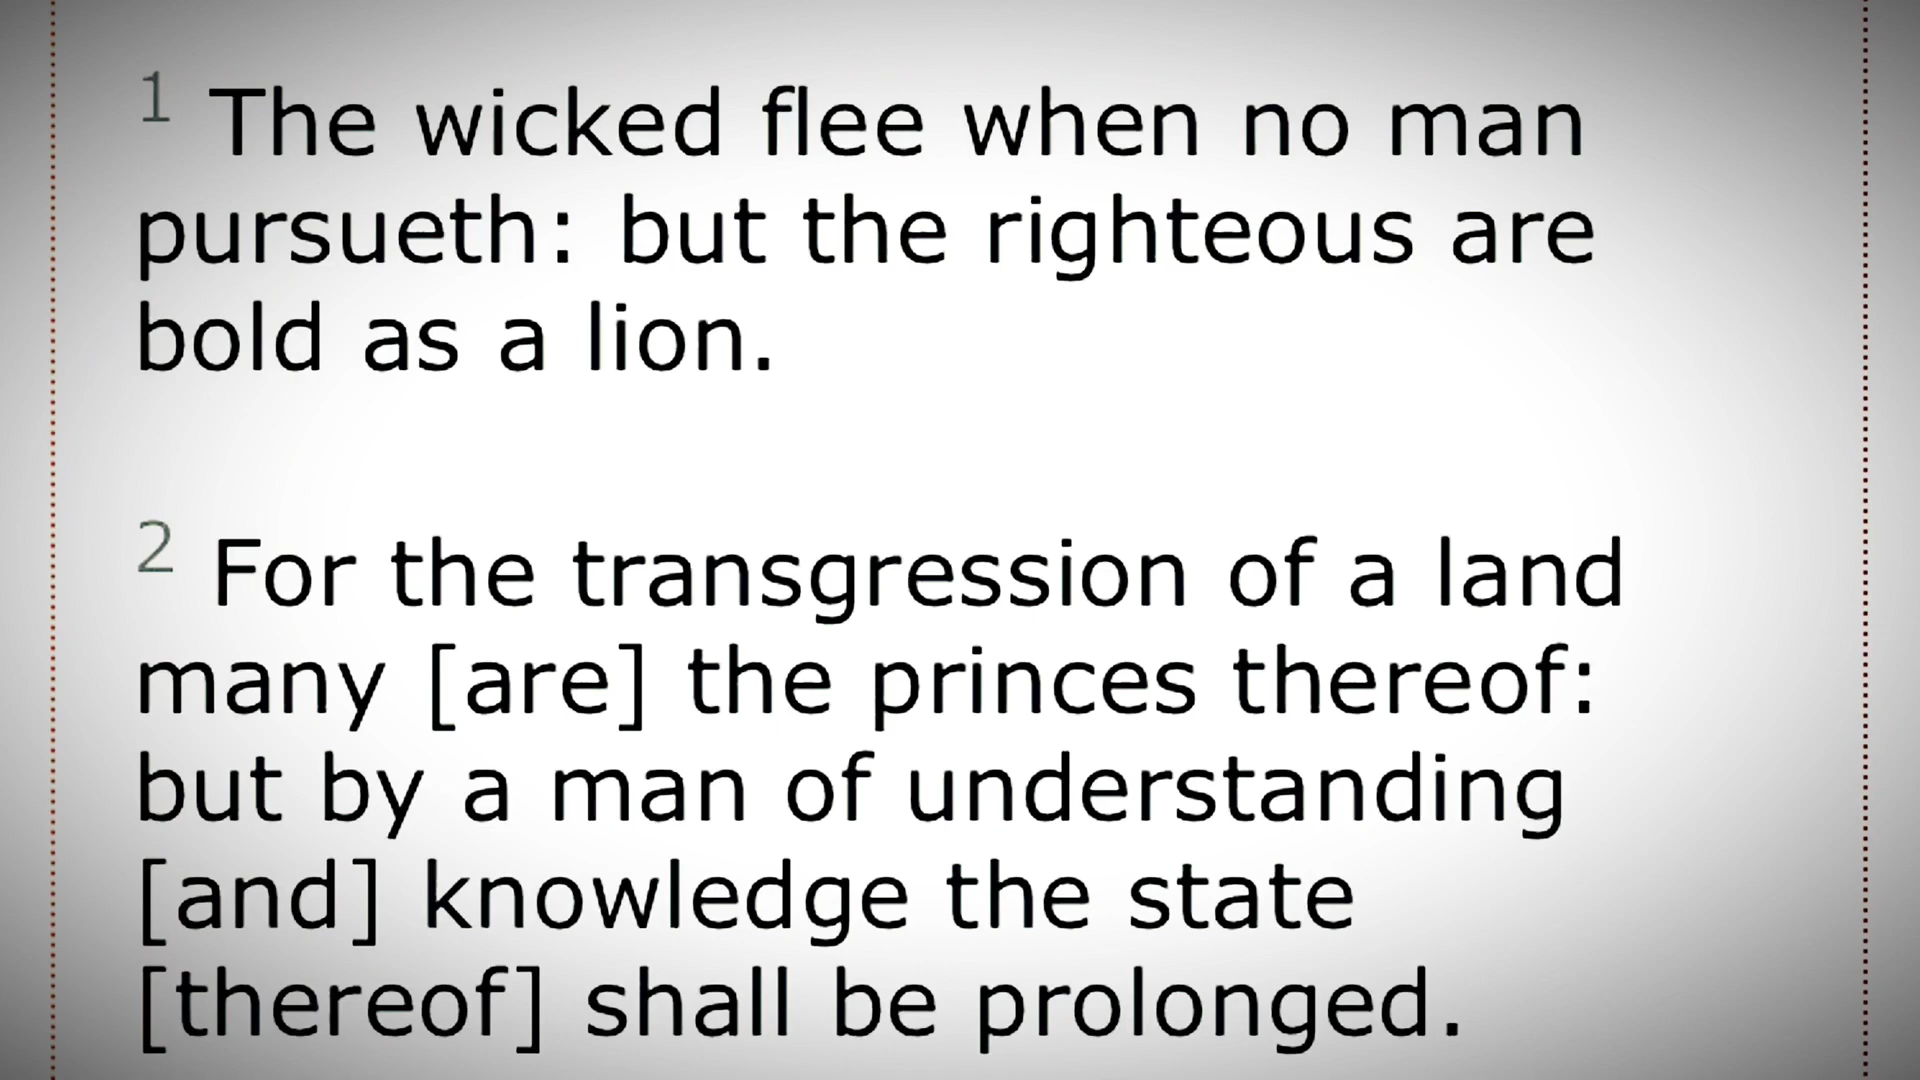 1 The wicked flee when no man
pursueth: but the righteous are
bold as a lion.
2 For the transgression of a land
many [are] the princes thereof:
but by a man of understanding
[and] knowledge the state
[thereof] shall be prolonged.